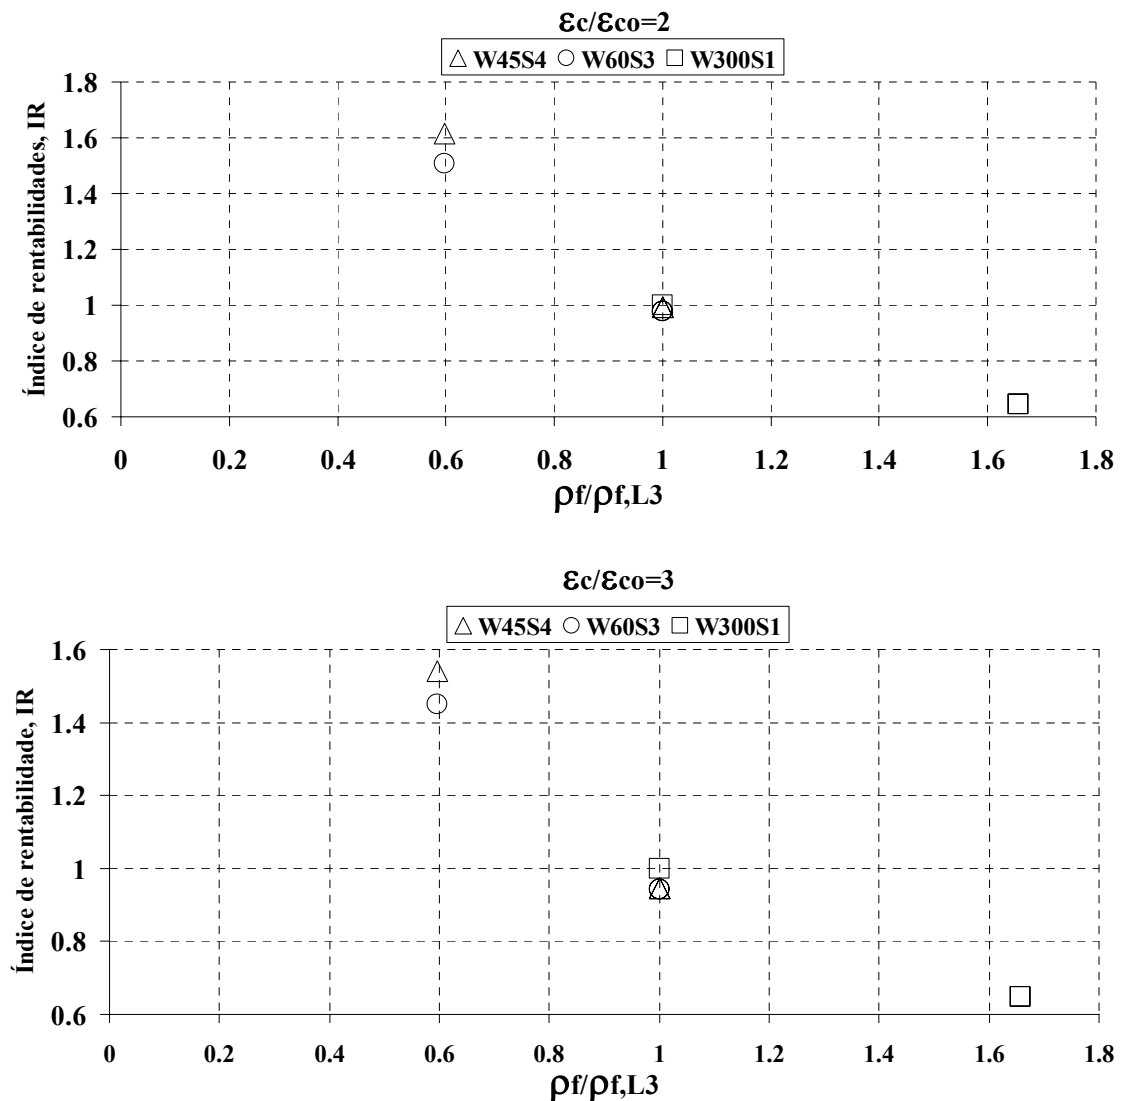 εc/εco=2
W45S4 W60S3 W300S1
Índice de rentabilidades, IR
1.8
1.6
1.4
1.2
1
0.8
0.6
0 0.2 0.4 0.6 0.8 1 1.2 1.4 1.6 1.8
ρf/ρf,L3
εc/εco=3
W45S4 W60S3 W300S1
Índice de rentabilidade, IR
1.6
1.4
1.2
1
0.8
0.6
0 0.2 0.4 0.6 0.8 1 1.2 1.4 1.6 1.8
ρf/ρf,L3